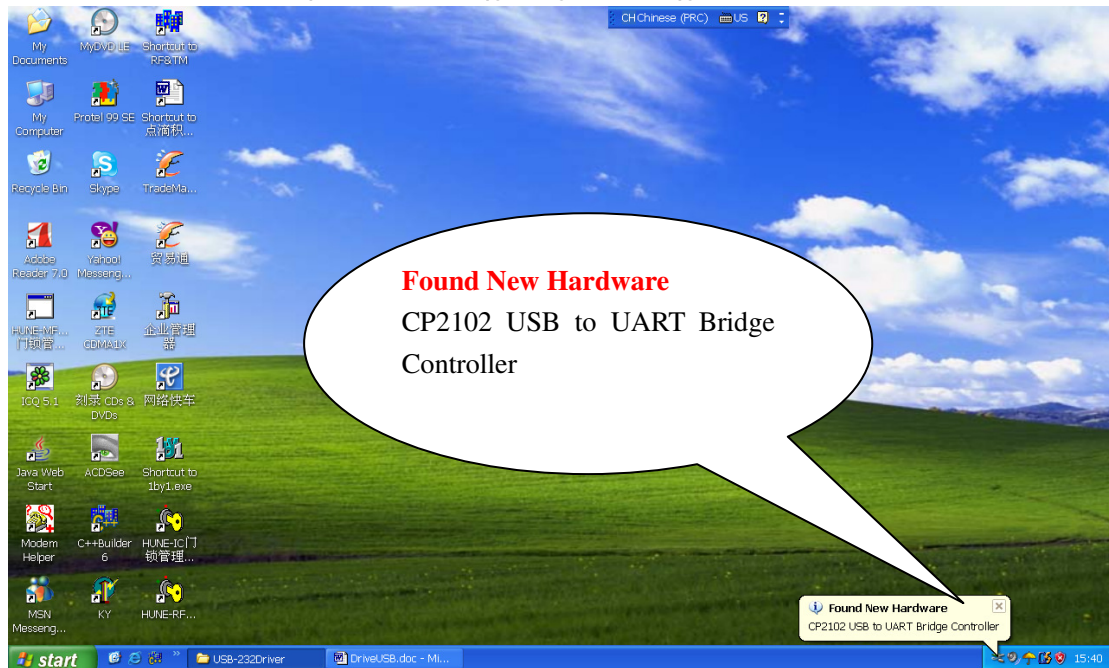 CH Chinese (PRC) US
My Documents
MyDVD LE
Shortcut to RF&TM
My Computer
Protel 99 SE
Shortcut to 点滴积...
Recycle Bin
Skype
TradeMa...
Adobe Reader 7.0
Yahoo! Messeng...
贸易通
HUNE-MF... 门锁管...
ZTE CDMA1X
企业管理器
ICQ 5.1
刻录 CDs & DVDs
网络快车
Java Web Start
ACDSee
Shortcut to 1by1.exe
Modem Helper
C++Builder 6
HUNE-IC门锁管理...
MSN Messeng...
KY
HUNE-RF...
Found New Hardware
CP2102 USB to UART Bridge
Controller
Found New Hardware
CP2102 USB to UART Bridge Controller
start
USB-232Driver
DriveUSB.doc - Mi...
15:40